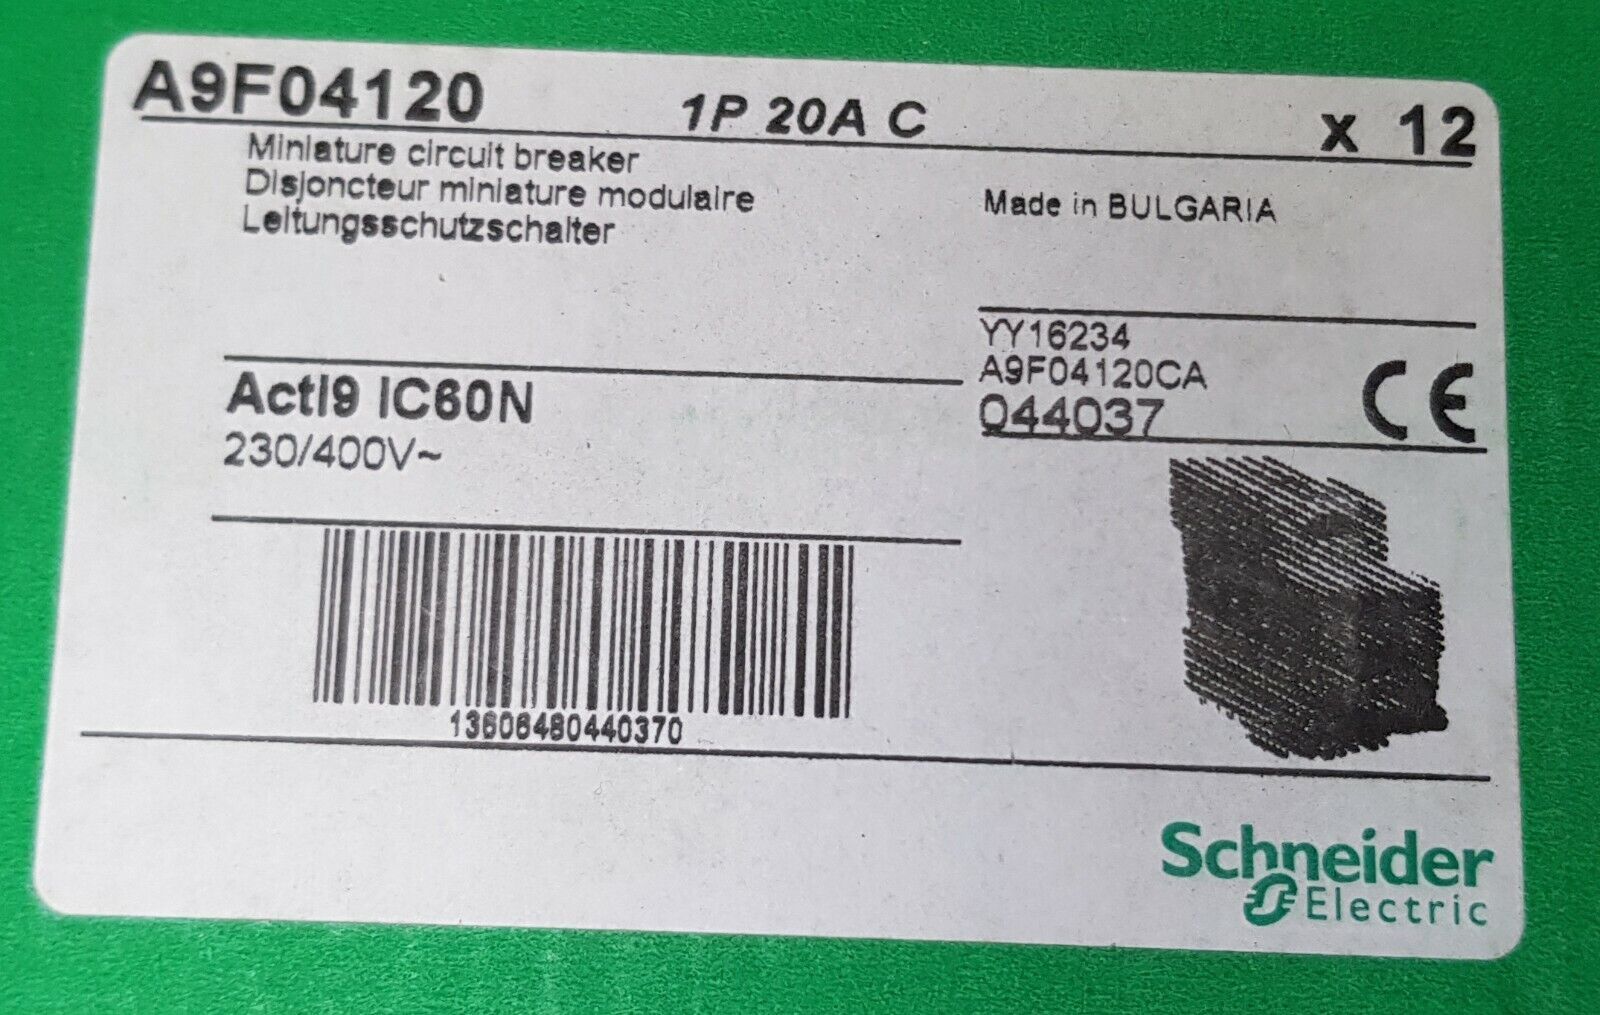 A9F04120 1P 20A C x 12
Miniature circuit breaker
Disjoncteur miniature modulaire
Leitungsschutzschalter
Made in BULGARIA
YY16234
A9F04120CA
044037
CE
Acti9 IC60N
230/400V~
13606480440370
Schneider
Electric